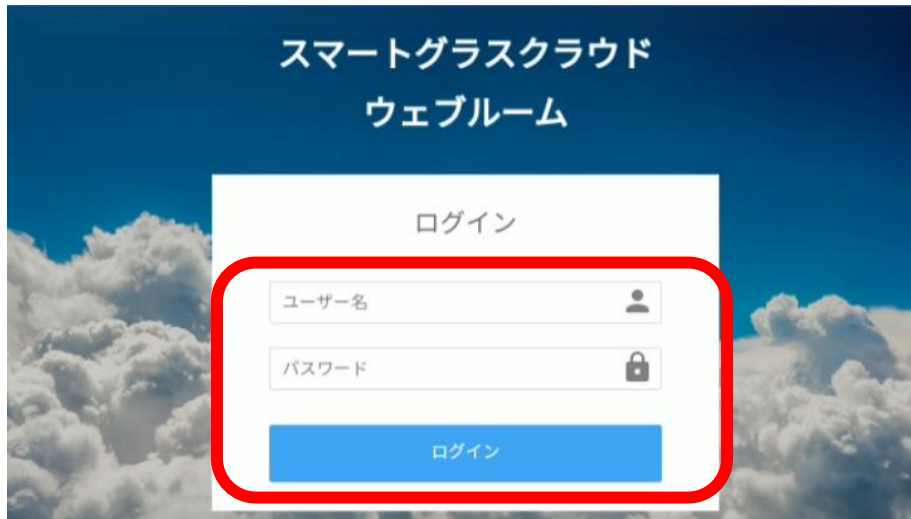 スマートグラスクラウド
ウェブルーム
ログイン
ユーザー名
パスワード
ログイン